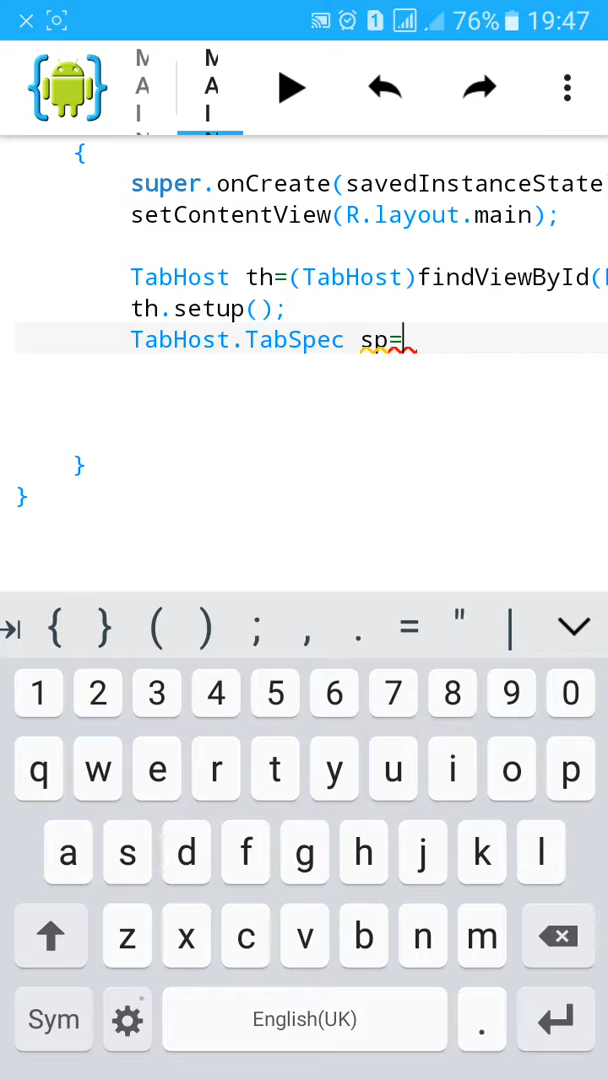 1 76% 19:47
M M
A A
I I
{
super.onCreate(savedInstanceState
setContentView(R.layout.main);
TabHost th=(TabHost)findViewById(
th.setup();
TabHost.TabSpec sp=
}
}
{ } ( ) ; , . = " |
1 2 3 4 5 6 7 8 9 0
q w e r t y u i o p
a s d f g h j k l
z x c v b n m
Sym English(UK) .